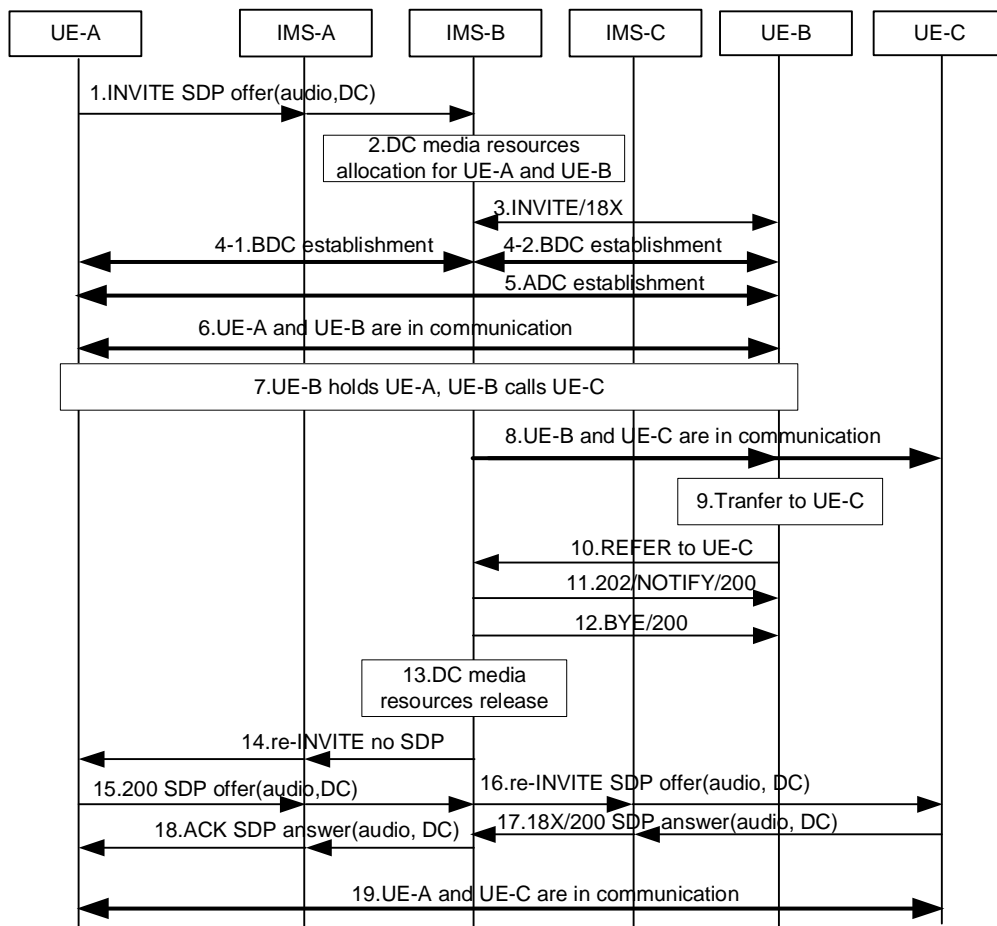 UE-A
IMS-A
IMS-B
IMS-C
UE-B
UE-C
1.INVITE SDP offer(audio,DC)
2.DC media resources
allocation for UE-A and UE-B
3.INVITE/18X
4-1.BDC establishment
4-2.BDC establishment
5.ADC establishment
6.UE-A and UE-B are in communication
7.UE-B holds UE-A, UE-B calls UE-C
8.UE-B and UE-C are in communication
9.Tranfer to UE-C
10.REFER to UE-C
11.202/NOTIFY/200
12.BYE/200
13.DC media
resources release
14.re-INVITE no SDP
15.200 SDP offer(audio,DC)
16.re-INVITE SDP offer(audio, DC)
17.18X/200 SDP answer(audio, DC)
18.ACK SDP answer(audio, DC)
19.UE-A and UE-C are in communication